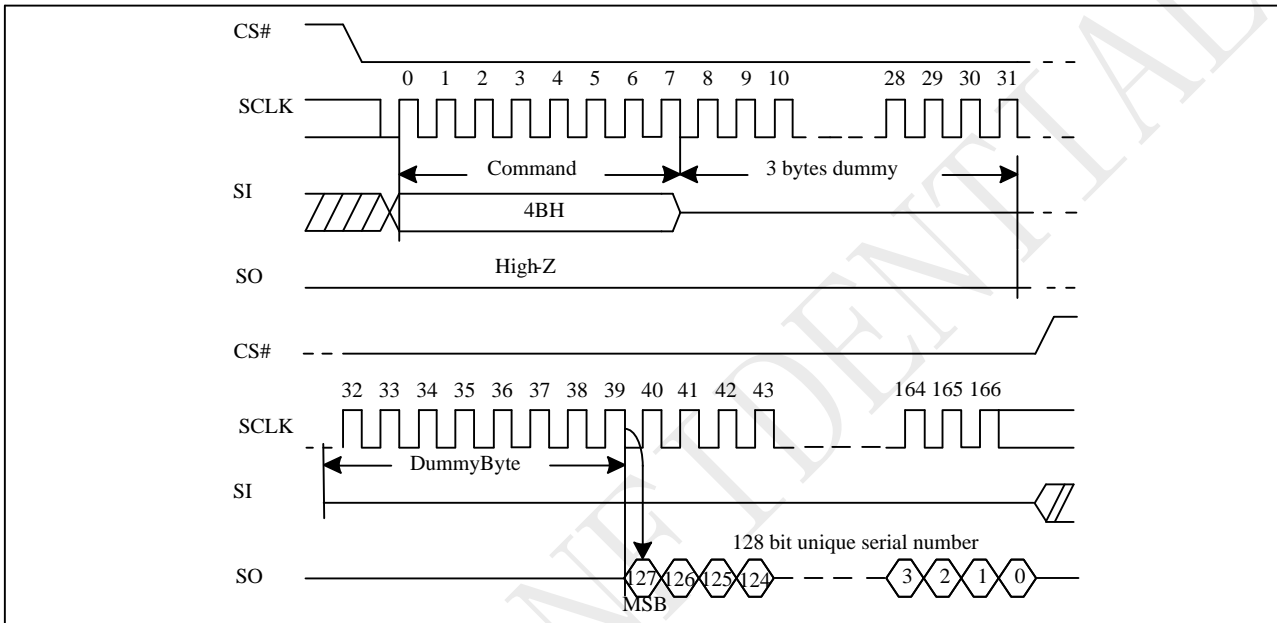 CS#
0 1 2 3 4 5 6 7 8 9 10 28 29 30 31
SCLK
Command 3 bytes dummy
SI
4BH
High-Z
SO
CS#
32 33 34 35 36 37 38 39 40 41 42 43 164 165 166
SCLK
DummyByte
SI
128 bit unique serial number
SO 127 126 125 124 3 2 1 0
MSB